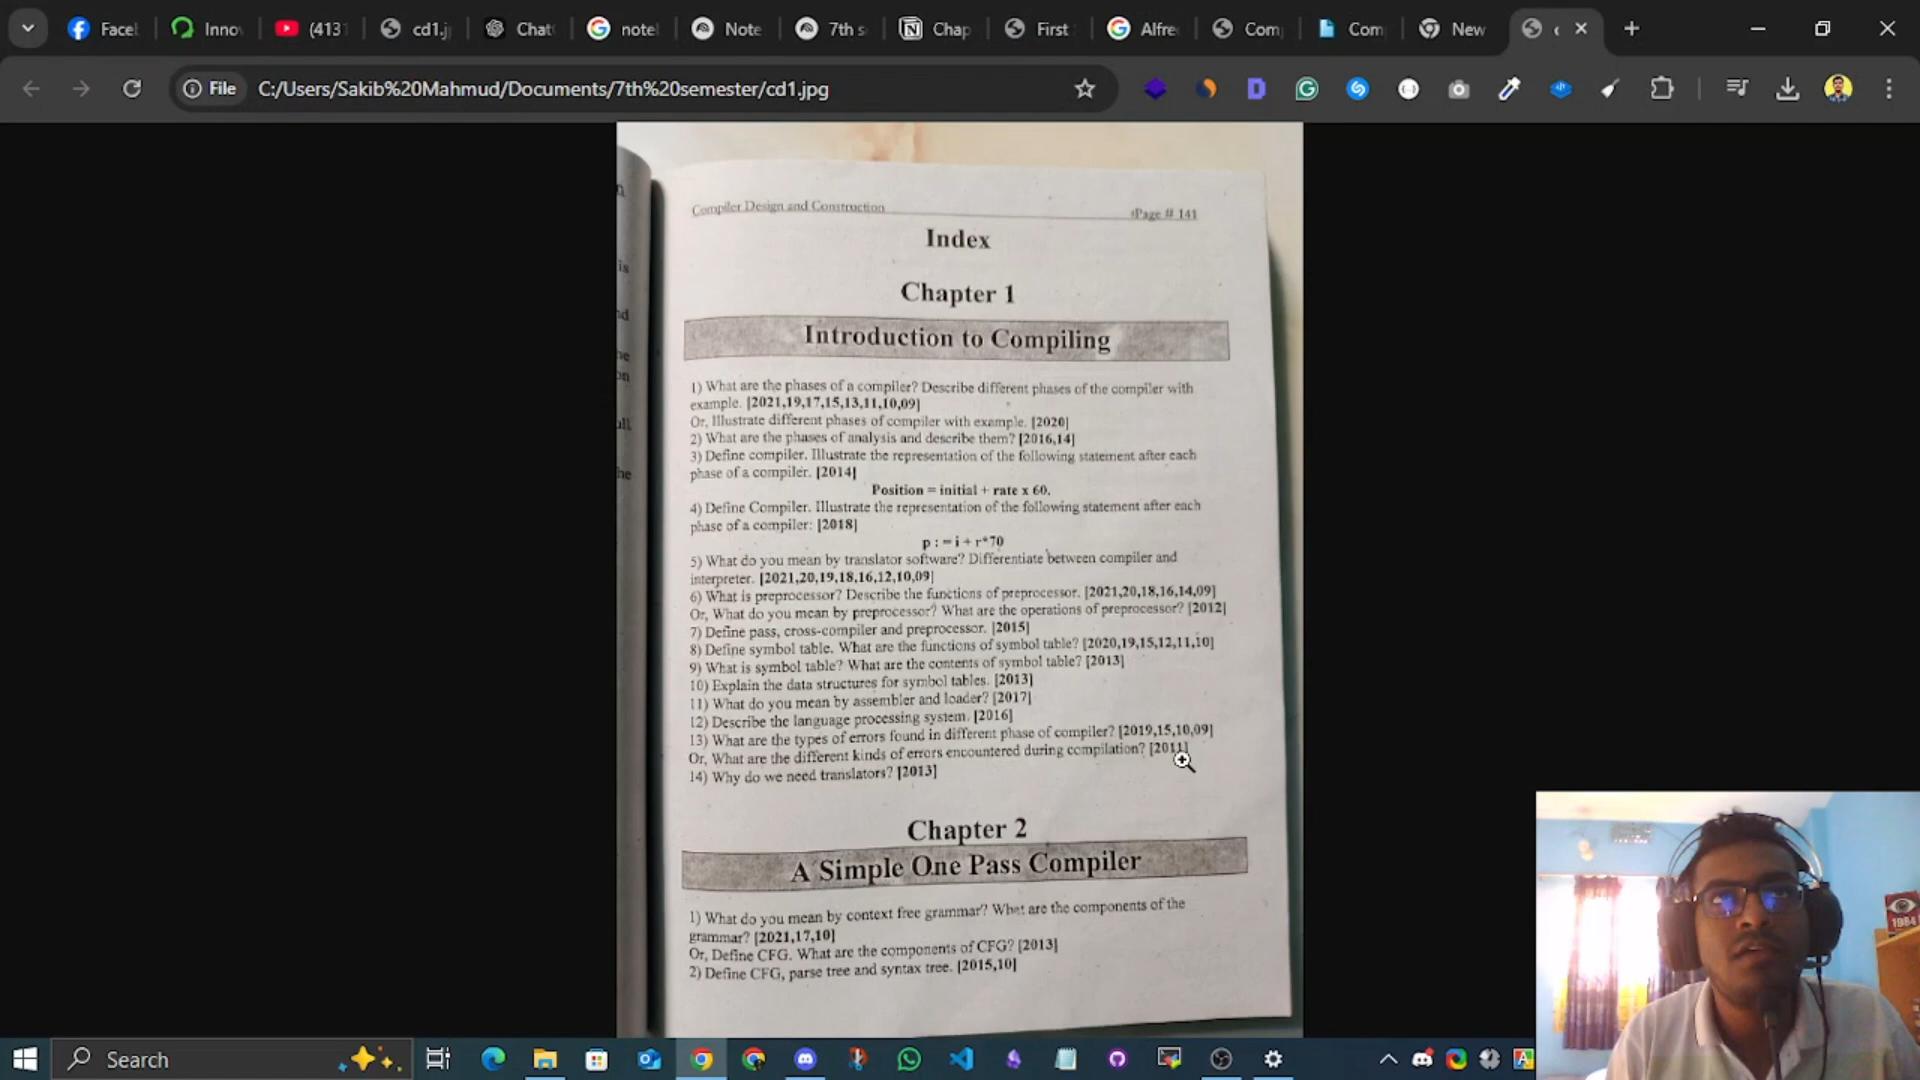 Facel
Innov
(4131
cd1.j
Chat
notel
Note
7th s
Chap
First
Alfre
Com
Com
New
File
C:/Users/Sakib%20Mahmud/Documents/7th%20semester/cd1.jpg
Compiler Design and Construction
Page # 141
Index
Chapter 1
Introduction to Compiling
1) What are the phases of a compiler? Describe different phases of the compiler with
example. [2021,19,17,15,13,11,10,09]
Or, Illustrate different phases of compiler with example. [2020]
2) What are the phases of analysis and describe them? [2016,14]
3) Define compiler. Illustrate the representation of the following statement after each
phase of a compiler. [2014]
Position = initial + rate x 60.
4) Define Compiler. Illustrate the representation of the following statement after each
phase of a compiler: [2018]
p : = i + r*70
5) What do you mean by translator software? Differentiate between compiler and
interpreter. [2021,20,19,18,16,12,10,09]
6) What is preprocessor? Describe the functions of preprocessor. [2021,20,18,16,14,09]
Or, What do you mean by preprocessor? What are the operations of preprocessor? [2012]
7) Define pass, cross-compiler and preprocessor. [2015]
8) Define symbol table. What are the functions of symbol table? [2020,19,15,12,11,10]
9) What is symbol table? What are the contents of symbol table? [2013]
10) Explain the data structures for symbol tables. [2013]
11) What do you mean by assembler and loader? [2017]
12) Describe the language processing system. [2016]
13) What are the types of errors found in different phase of compiler? [2019,15,10,09]
Or, What are the different kinds of errors encountered during compilation? [2011]
14) Why do we need translators? [2013]
Chapter 2
A Simple One Pass Compiler
1) What do you mean by context free grammar? What are the components of the
grammar? [2021,17,10]
Or, Define CFG. What are the components of CFG? [2013]
2) Define CFG, parse tree and syntax tree. [2015,10]
1984
Search